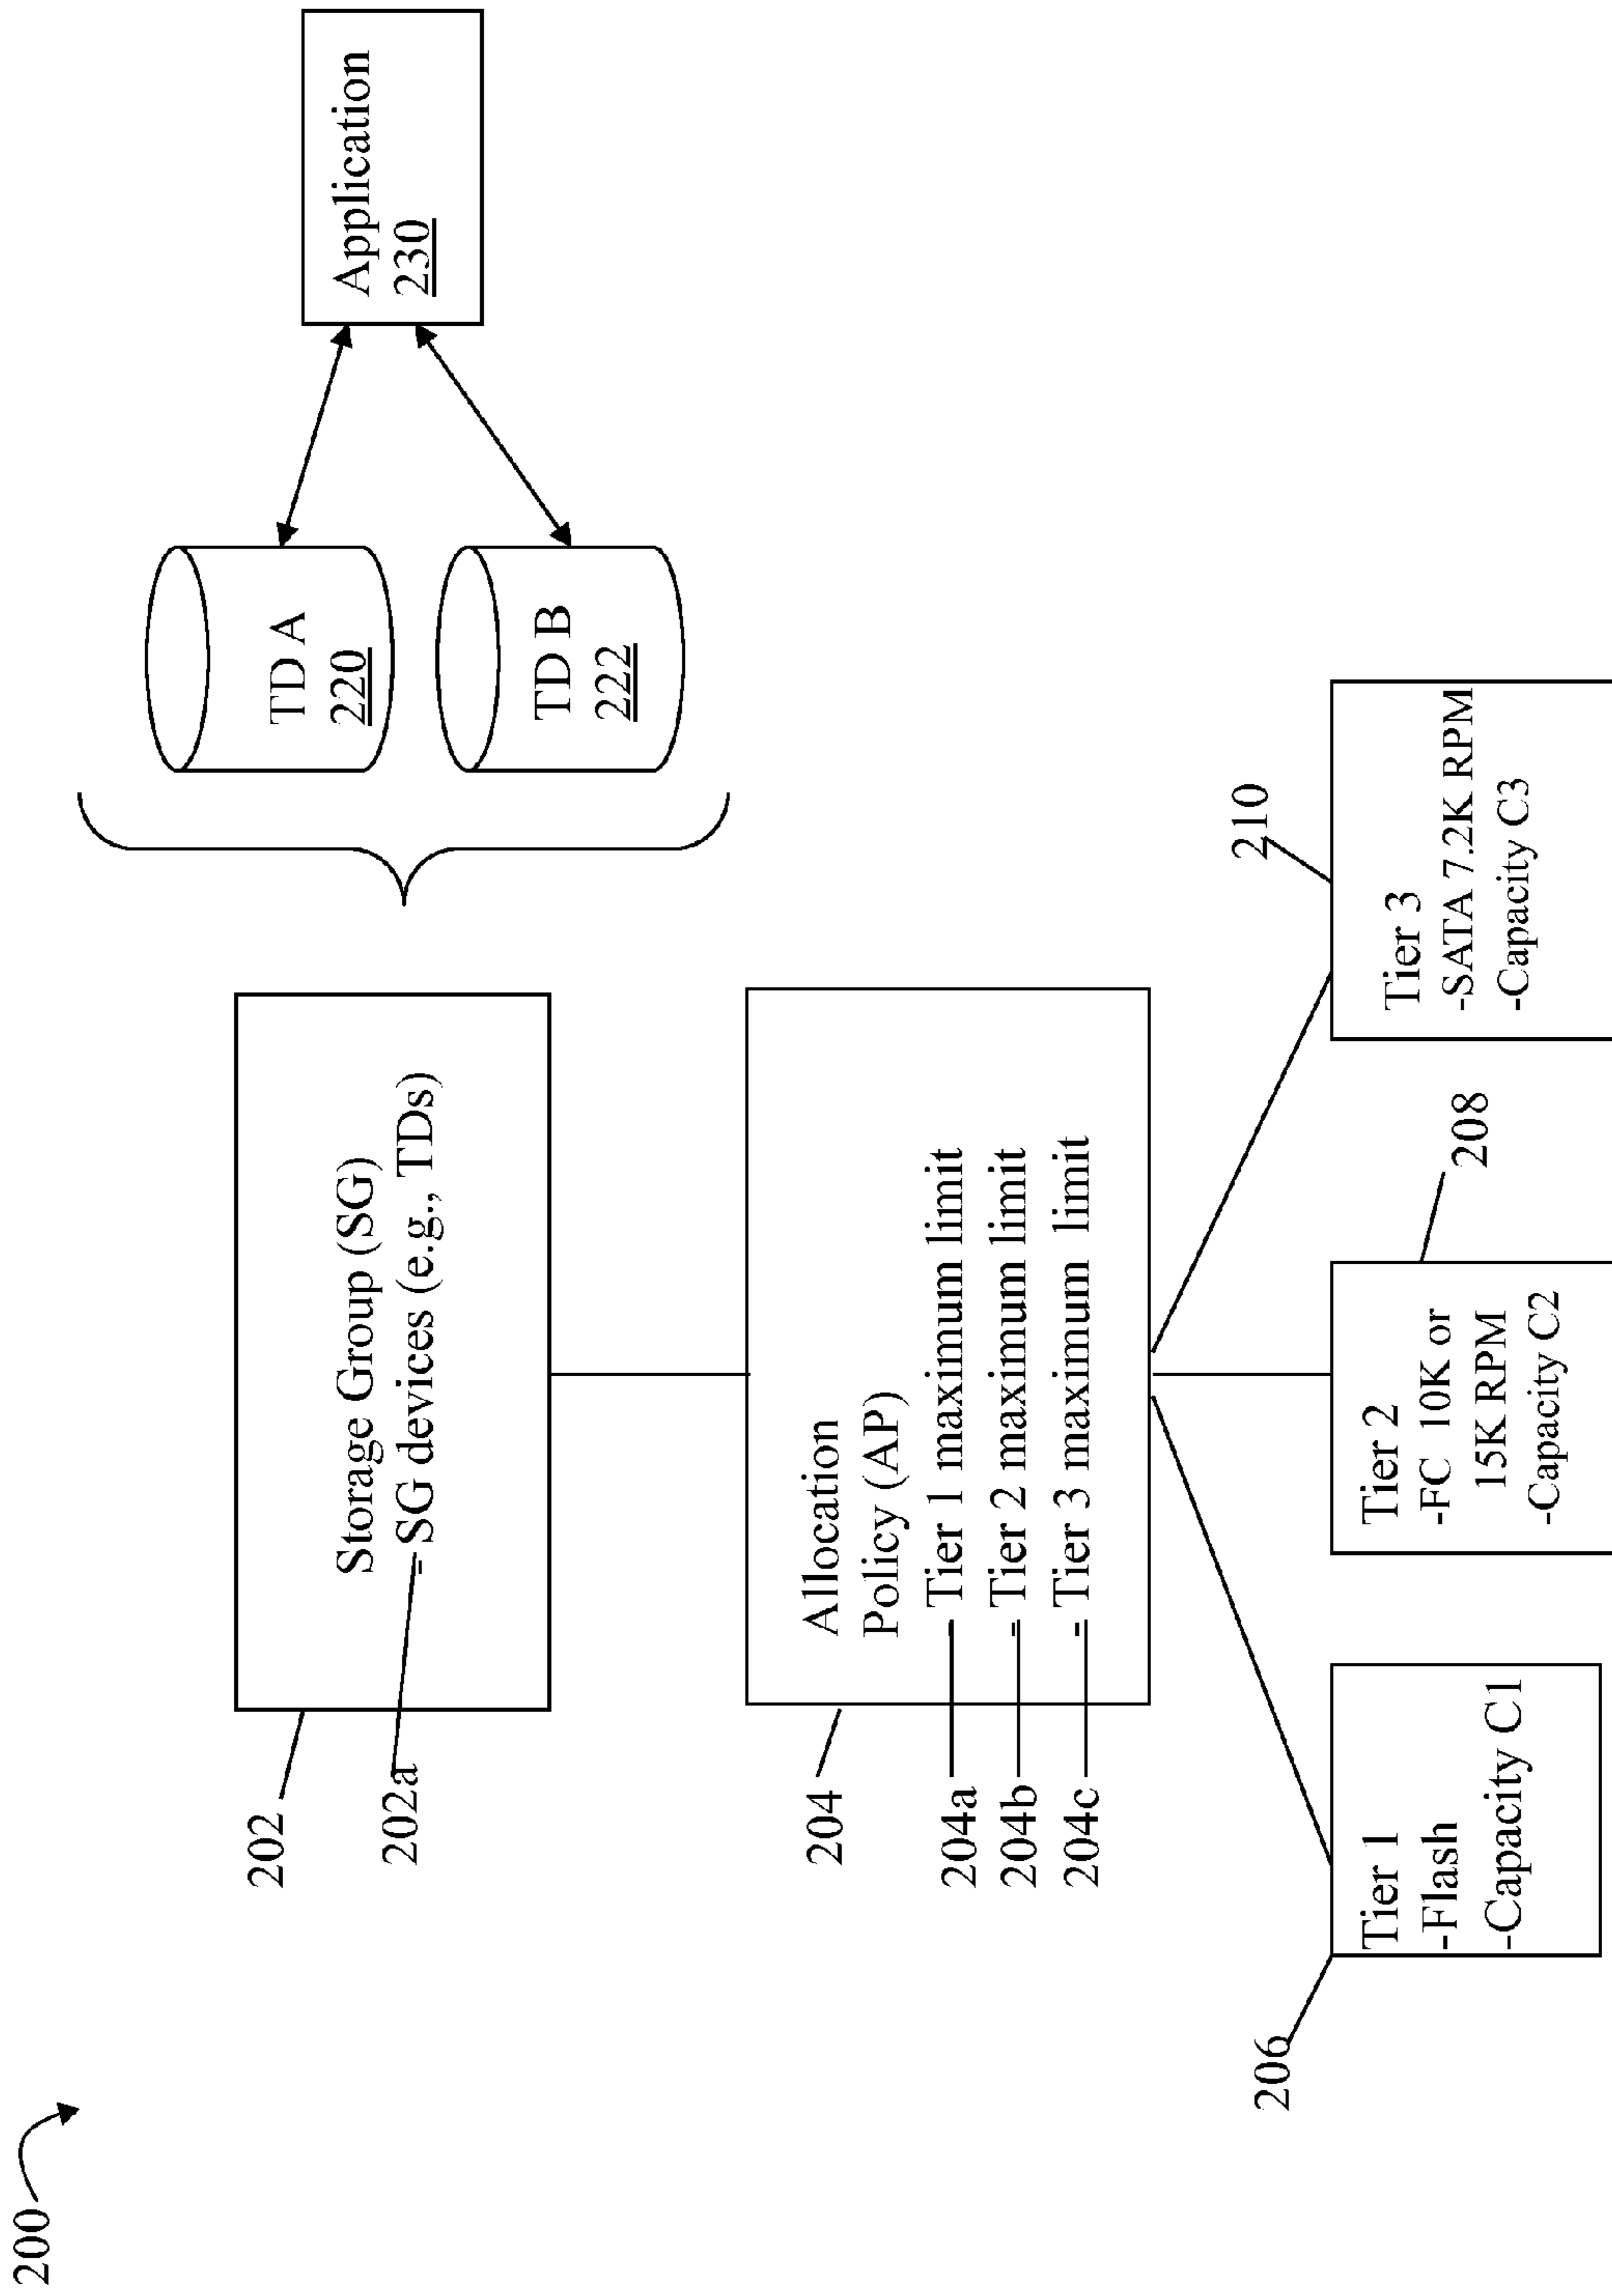 200
202
Storage Group (SG)
202a
- SG devices (e.g., TDs)
TD A
220
TD B
222
Application
230
204
Allocation
Policy (AP)
204a
- Tier 1 maximum limit
204b
- Tier 2 maximum limit
204c
- Tier 3 maximum limit
206
Tier 1
-Flash
-Capacity C1
208
Tier 2
-FC 10K or
15K RPM
-Capacity C2
210
Tier 3
-SATA 7.2K RPM
-Capacity C3